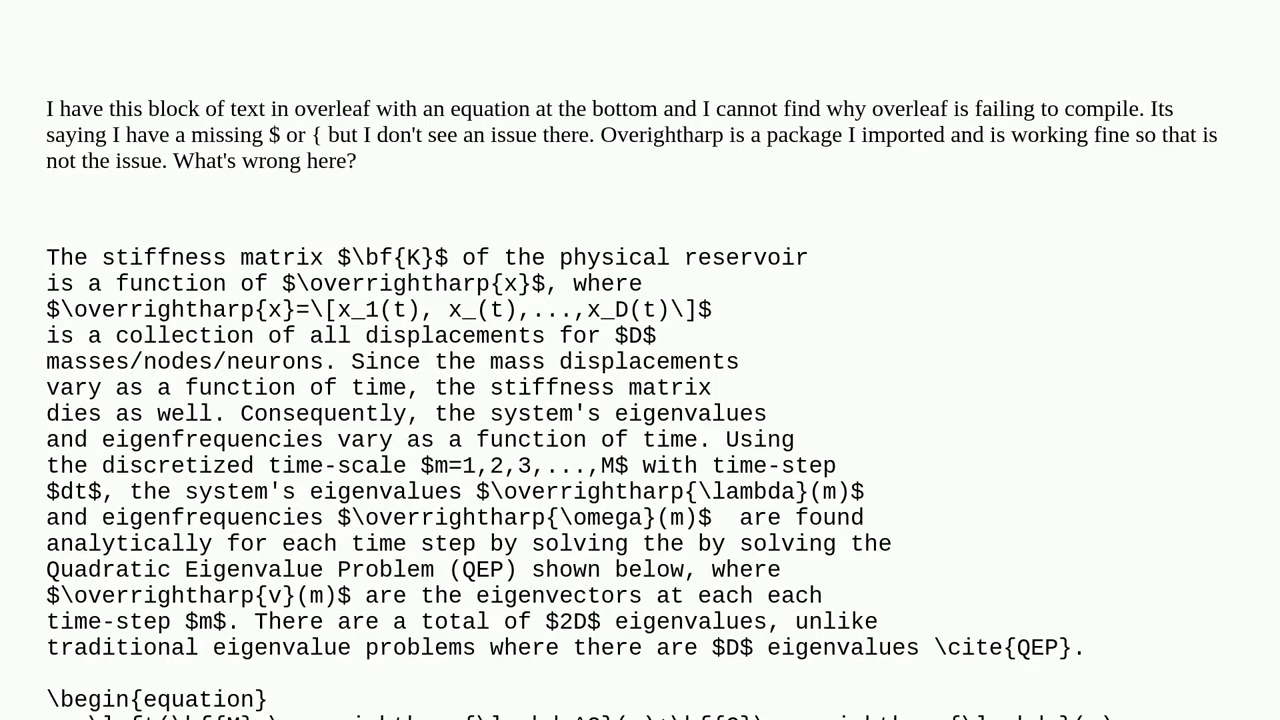 I have this block of text in overleaf with an equation at the bottom and I cannot find why overleaf is failing to compile. Its
saying I have a missing $ or { but I don't see an issue there. Overightharp is a package I imported and is working fine so that is
not the issue. What's wrong here?
The stiffness matrix $\bf{K}$ of the physical reservoir
is a function of $\overrightharp{x}$, where
$\overrightharp{x}=\[x_1(t), x_(t),...,x_D(t)\]$
is a collection of all displacements for $D$
masses/nodes/neurons. Since the mass displacements
vary as a function of time, the stiffness matrix
dies as well. Consequently, the system's eigenvalues
and eigenfrequencies vary as a function of time. Using
the discretized time-scale $m=1,2,3,...,M$ with time-step
$dt$, the system's eigenvalues $\overrightharp{\lambda}(m)$
and eigenfrequencies $\overrightharp{\omega}(m)$  are found
analytically for each time step by solving the by solving the
Quadratic Eigenvalue Problem (QEP) shown below, where
$\overrightharp{v}(m)$ are the eigenvectors at each each
time-step $m$. There are a total of $2D$ eigenvalues, unlike
traditional eigenvalue problems where there are $D$ eigenvalues \cite{QEP}.
\begin{equation}